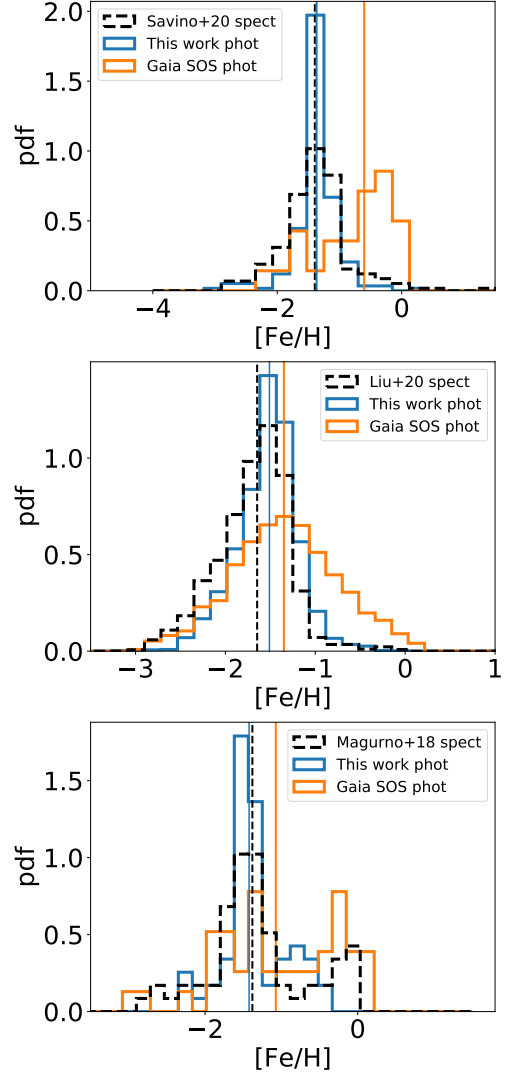 2.0
1.5
1.0
0.5
0.0
pdf
Savino+20 spect
This work phot
Gaia SOS phot
−4
−2
0
[Fe/H]
1.0
0.5
0.0
pdf
Liu+20 spect
This work phot
Gaia SOS phot
−3
−2
−1
0
1
[Fe/H]
1.5
1.0
0.5
0.0
pdf
Magurno+18 spect
This work phot
Gaia SOS phot
−2
0
[Fe/H]